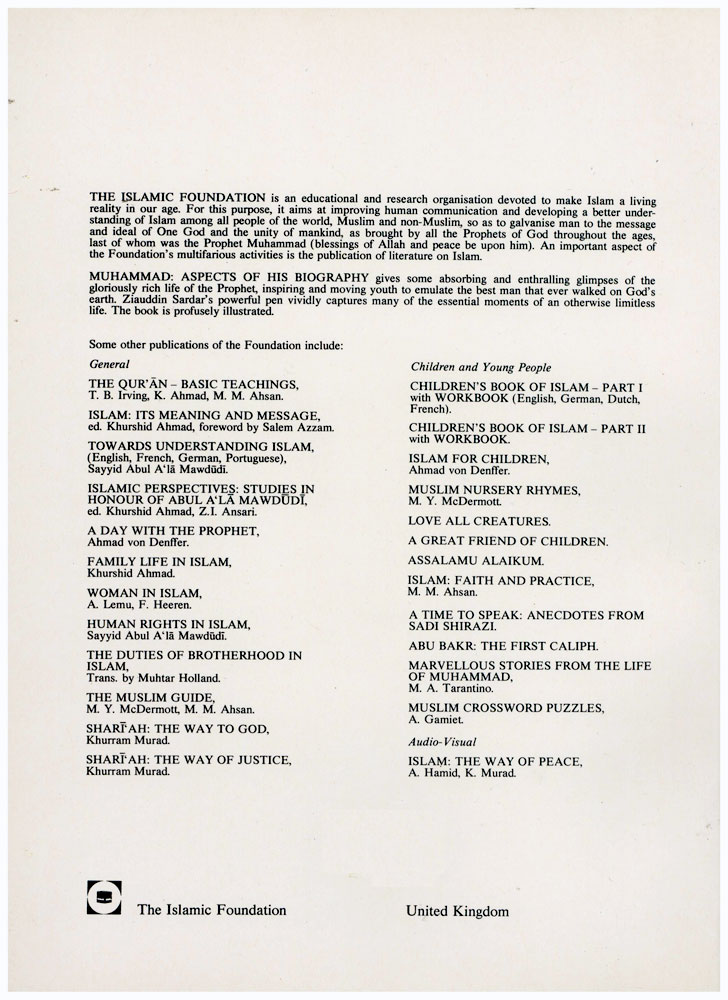 THE ISLAMIC FOUNDATION is an educational and research organisation devoted to make Islam a living
reality in our age. For this purpose, it aims at improving human communication and developing a better under-
standing of Islam among all people of the world, Muslim and non-Muslim, so as to galvanise man to the message
and ideal of One God and the unity of mankind, as brought by all the Prophets of God throughout the ages,
last of whom was the Prophet Muhammad (blessings of Allah and peace be upon him). An important aspect of
the Foundation's multifarious activities is the publication of literature on Islam.
MUHAMMAD: ASPECTS OF HIS BIOGRAPHY gives some absorbing and enthralling glimpses of the
gloriously rich life of the Prophet, inspiring and moving youth to emulate the best man that ever walked on God's
earth. Ziauddin Sardar's powerful pen vividly captures many of the essential moments of an otherwise limitless
life. The book is profusely illustrated.
Some other publications of the Foundation include:
General
THE QUR'ĀN – BASIC TEACHINGS,
T. B. Irving, K. Ahmad, M. M. Ahsan.
ISLAM: ITS MEANING AND MESSAGE,
ed. Khurshid Ahmad, foreword by Salem Azzam.
TOWARDS UNDERSTANDING ISLAM,
(English, French, German, Portuguese),
Sayyid Abul A'lā Mawdūdī.
ISLAMIC PERSPECTIVES: STUDIES IN
HONOUR OF ABUL A'LĀ MAWDŪDĪ,
ed. Khurshid Ahmad, Z.I. Ansari.
A DAY WITH THE PROPHET,
Ahmad von Denffer.
FAMILY LIFE IN ISLAM,
Khurshid Ahmad.
WOMAN IN ISLAM,
A. Lemu, F. Heeren.
HUMAN RIGHTS IN ISLAM,
Sayyid Abul A'lā Mawdūdī.
THE DUTIES OF BROTHERHOOD IN
ISLAM,
Trans. by Muhtar Holland.
THE MUSLIM GUIDE,
M. Y. McDermott, M. M. Ahsan.
SHARĪ'AH: THE WAY TO GOD,
Khurram Murad.
SHARĪ'AH: THE WAY OF JUSTICE,
Khurram Murad.
Children and Young People
CHILDREN'S BOOK OF ISLAM – PART I
with WORKBOOK (English, German, Dutch,
French).
CHILDREN'S BOOK OF ISLAM – PART II
with WORKBOOK.
ISLAM FOR CHILDREN,
Ahmad von Denffer.
MUSLIM NURSERY RHYMES,
M. Y. McDermott.
LOVE ALL CREATURES.
A GREAT FRIEND OF CHILDREN.
ASSALAMU ALAIKUM.
ISLAM: FAITH AND PRACTICE,
M. M. Ahsan.
A TIME TO SPEAK: ANECDOTES FROM
SADI SHIRAZI.
ABU BAKR: THE FIRST CALIPH.
MARVELLOUS STORIES FROM THE LIFE
OF MUHAMMAD,
M. A. Tarantino.
MUSLIM CROSSWORD PUZZLES,
A. Gamiet.
Audio-Visual
ISLAM: THE WAY OF PEACE,
A. Hamid, K. Murad.
The Islamic Foundation
United Kingdom